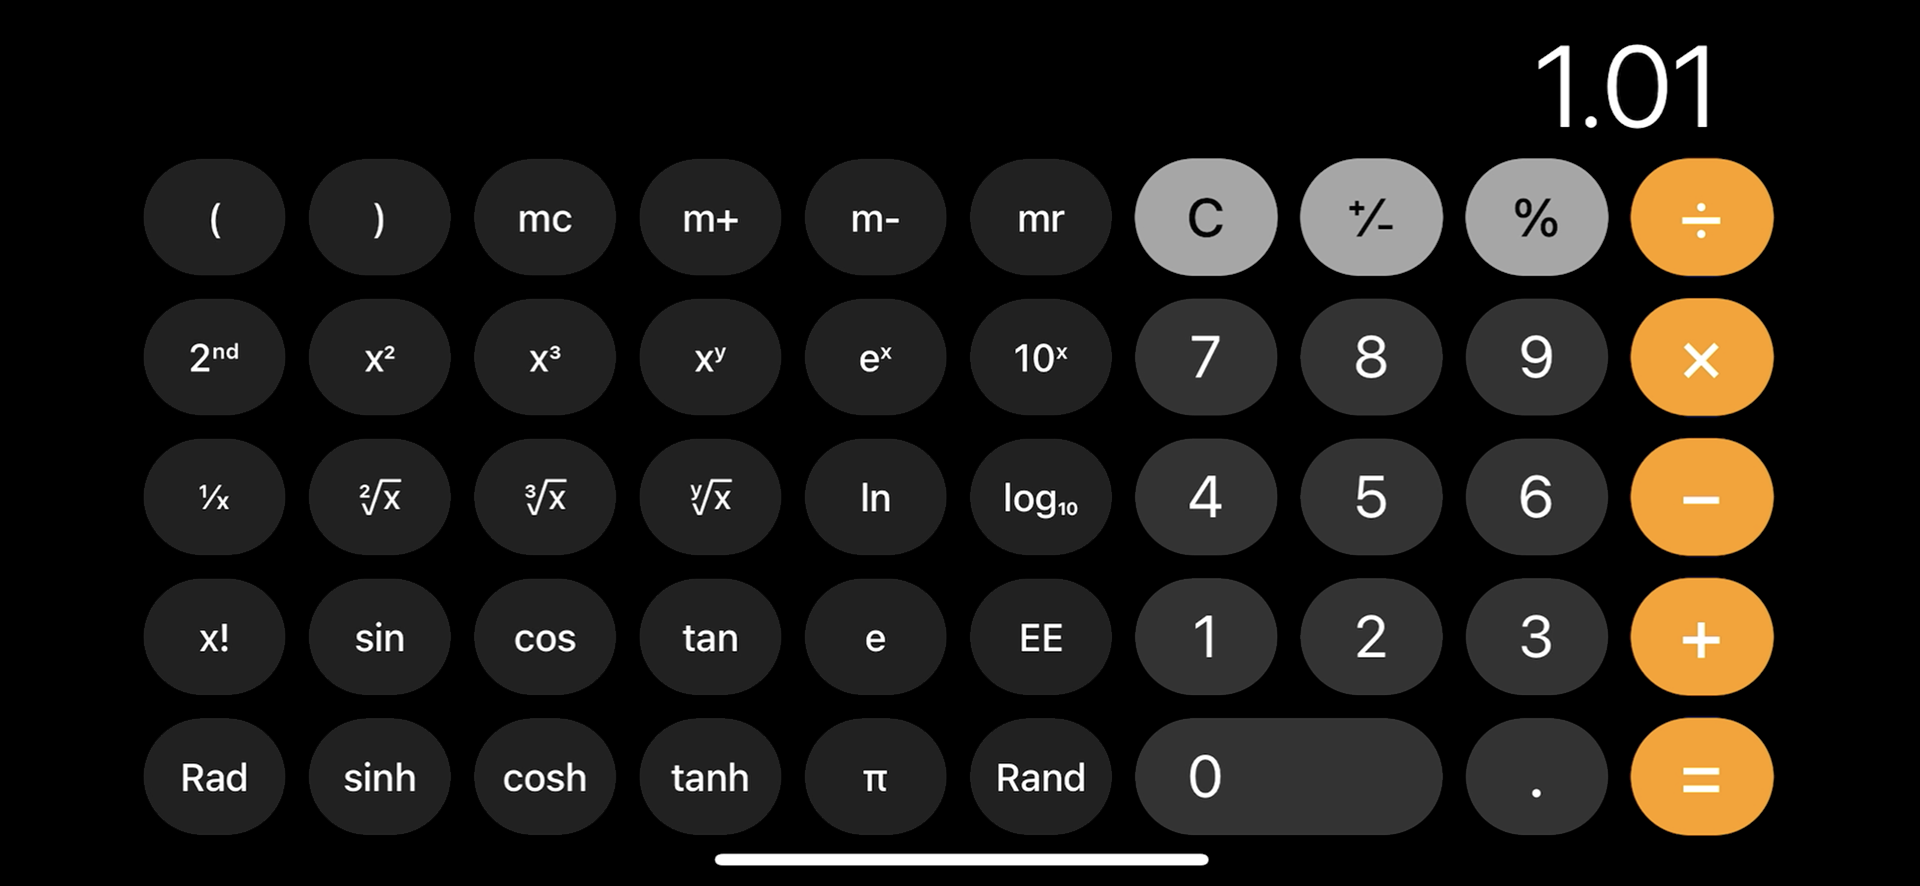 1.01
( ) mc m+ m- mr C +/- % ÷
2ⁿᵈ x² x³ xʸ eˣ 10ˣ 7 8 9 ×
¹⁄x ²√x ³√x ʸ√x ln log₁₀ 4 5 6 −
x! sin cos tan e EE 1 2 3 +
Rad sinh cosh tanh π Rand 0 . =